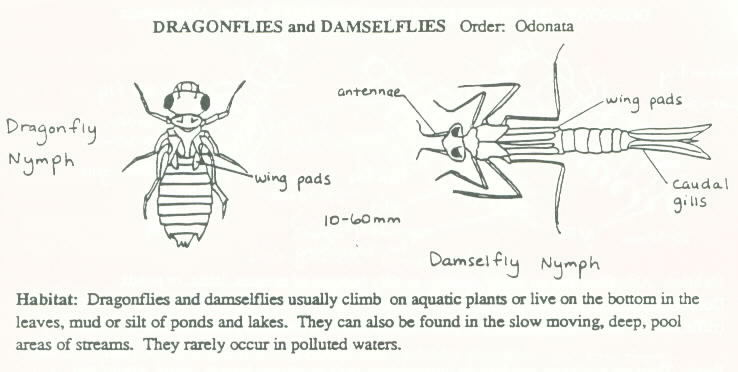 DRAGONFLIES and DAMSELFLIES Order: Odonata
antennae
wing pads
Dragonfly
Nymph
wing pads
caudal
gills
10-60mm
Damselfly Nymph
Habitat: Dragonflies and damselflies usually climb on aquatic plants or live on the bottom in the
leaves, mud or silt of ponds and lakes. They can also be found in the slow moving, deep, pool
areas of streams. They rarely occur in polluted waters.